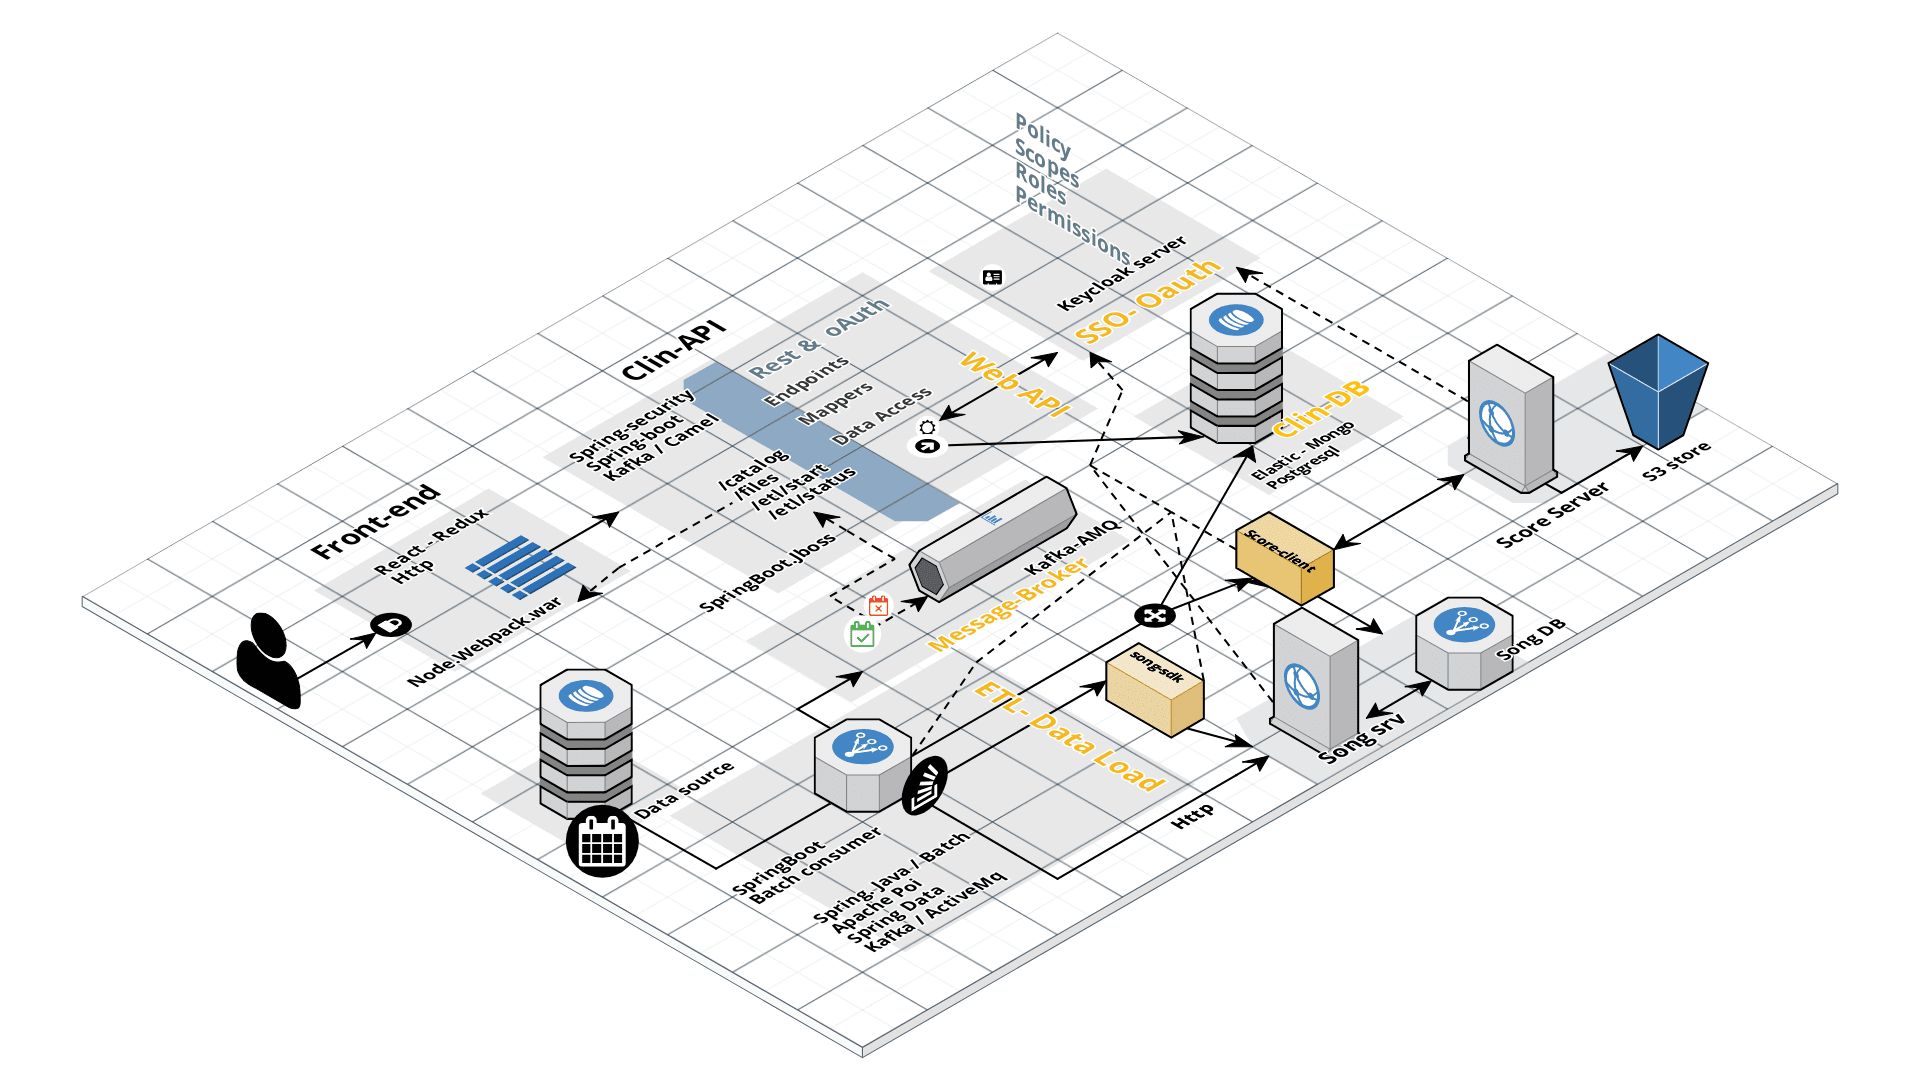 Policy
Scopes
Roles
Permissions
Keycloak server
SSO- Oauth
Clin-API
Rest & oAuth
Endpoints
Mappers
Data Access
Web API
Spring-security
Spring-boot
Kafka / Camel
/catalog
/files
/etl/start
/etl/status
SpringBoot.Jboss
Clin-DB
Elastic - Mongo
Postgresql
S3 store
Score Server
Front-end
React - Redux
Http
Node.Webpack.war
Kafka-AMQ
Message-Broker
Score-client
song-sdk
Song DB
Song srv
ETL- Data Load
Http
Data source
SpringBoot
Batch consumer
Spring-Java / Batch
Apache Poi
Spring Data
Kafka / ActiveMq